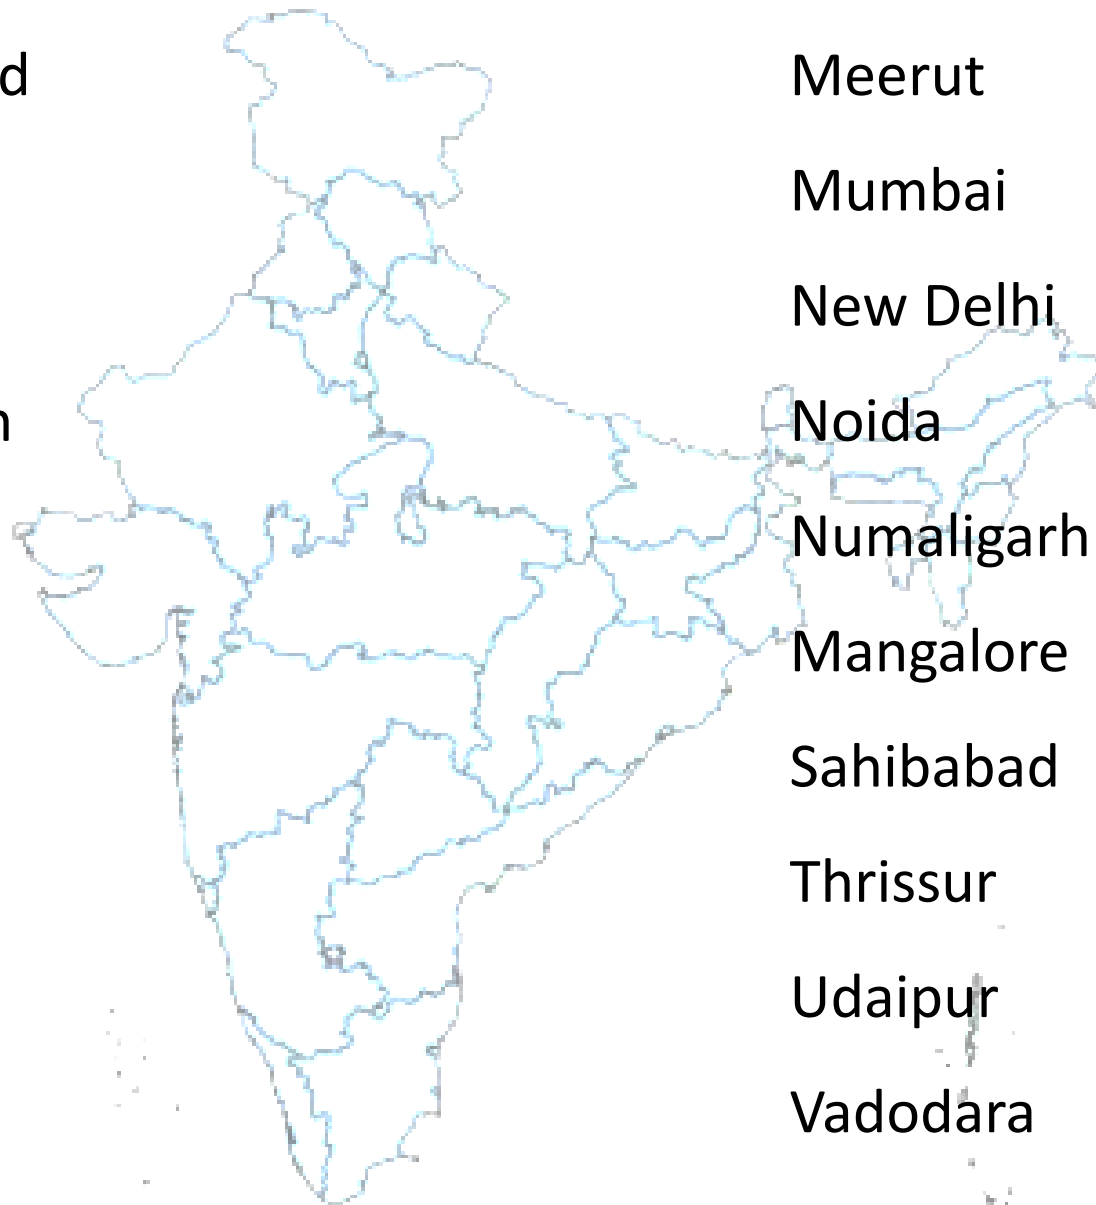 d
Meerut
Mumbai
New Delhi
h
Noida
Numaligarh
Mangalore
Sahibabad
Thrissur
Udaipur
Vadodara